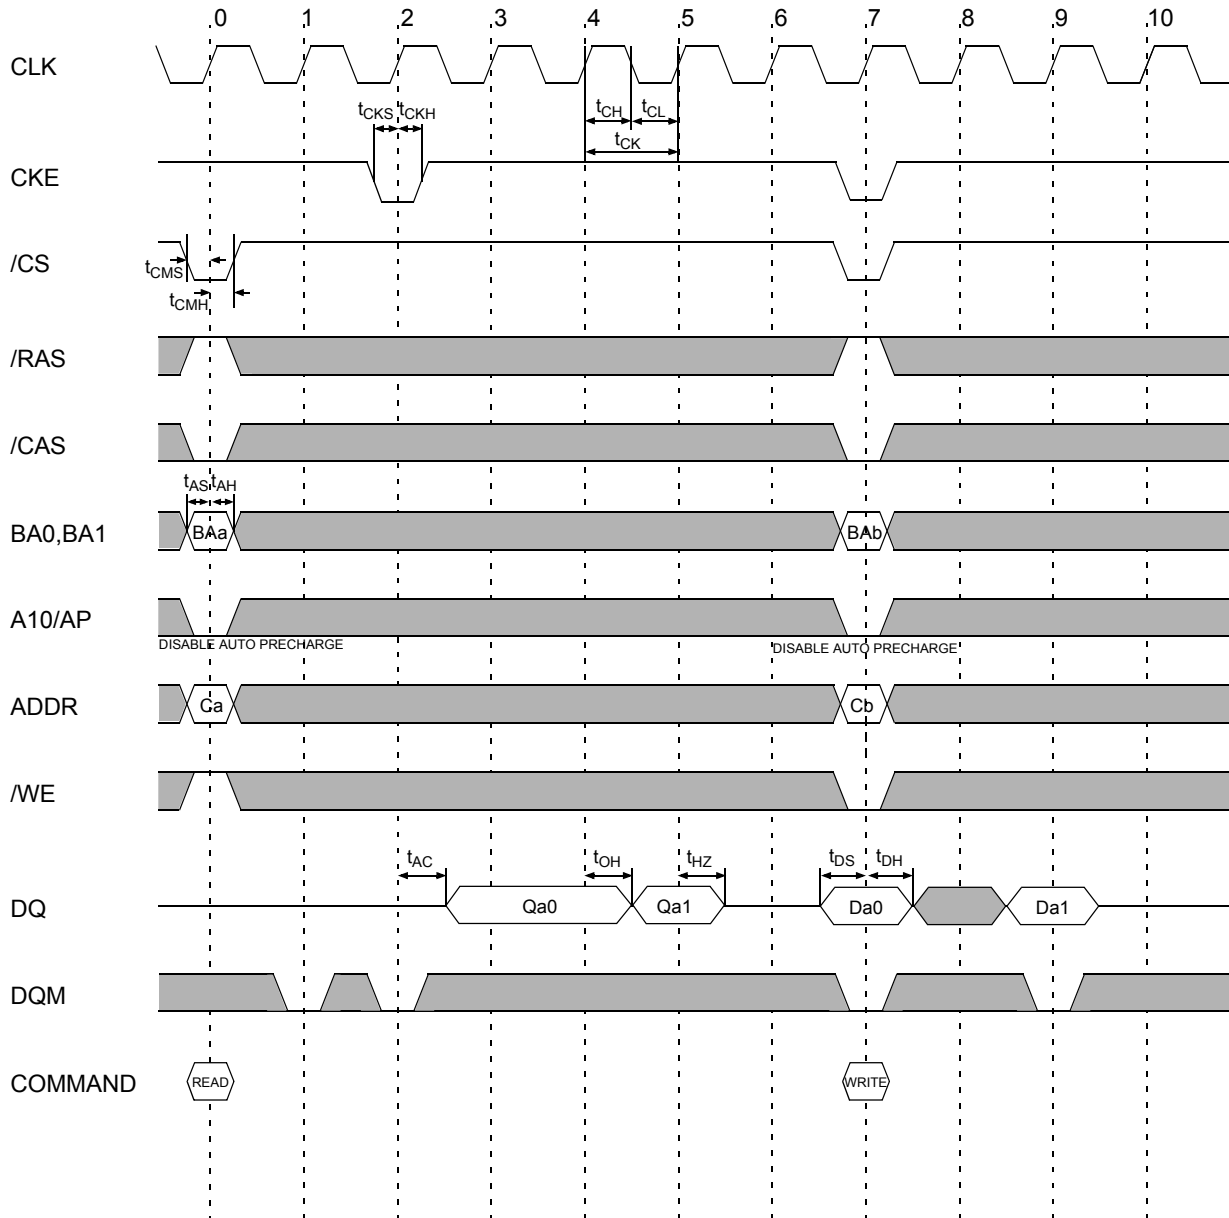 0 1 2 3 4 5 6 7 8 9 10
CLK
tCKS tCKH
tCH tCL
tCK
CKE
/CS
tCMS
tCMH
/RAS
/CAS
tAS tAH
BA0,BA1 BAa BAb
A10/AP
DISABLE AUTO PRECHARGE DISABLE AUTO PRECHARGE
ADDR Ca Cb
/WE
tAC tOH tHZ tDS tDH
DQ Qa0 Qa1 Da0 Da1
DQM
COMMAND READ WRITE